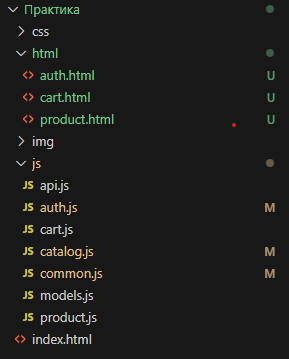 Практика
css
html
<> auth.html U
<> cart.html U
<> product.html U
img
js
JS api.js
JS auth.js M
JS cart.js
JS catalog.js M
JS common.js M
JS models.js
JS product.js
<> index.html